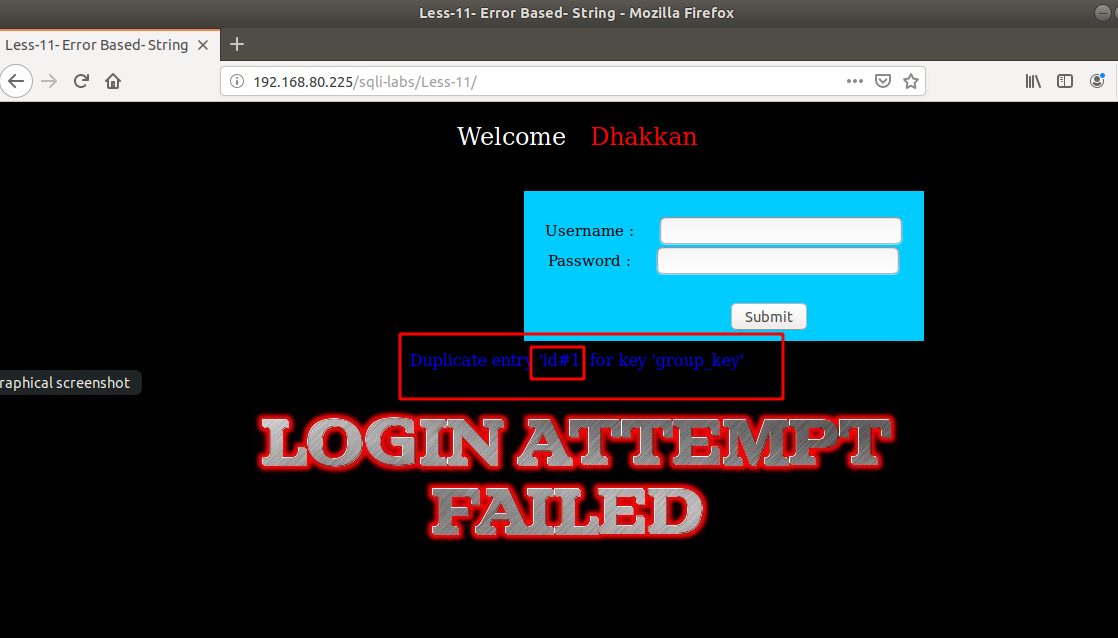 Less-11- Error Based- String - Mozilla Firefox
Less-11- Error Based- String
192.168.80.225/sqli-labs/Less-11/
Welcome Dhakkan
Username :
Password :
Submit
Duplicate entry 'id#1' for key 'group_key'
raphical screenshot
LOGIN ATTEMPT
FAILED